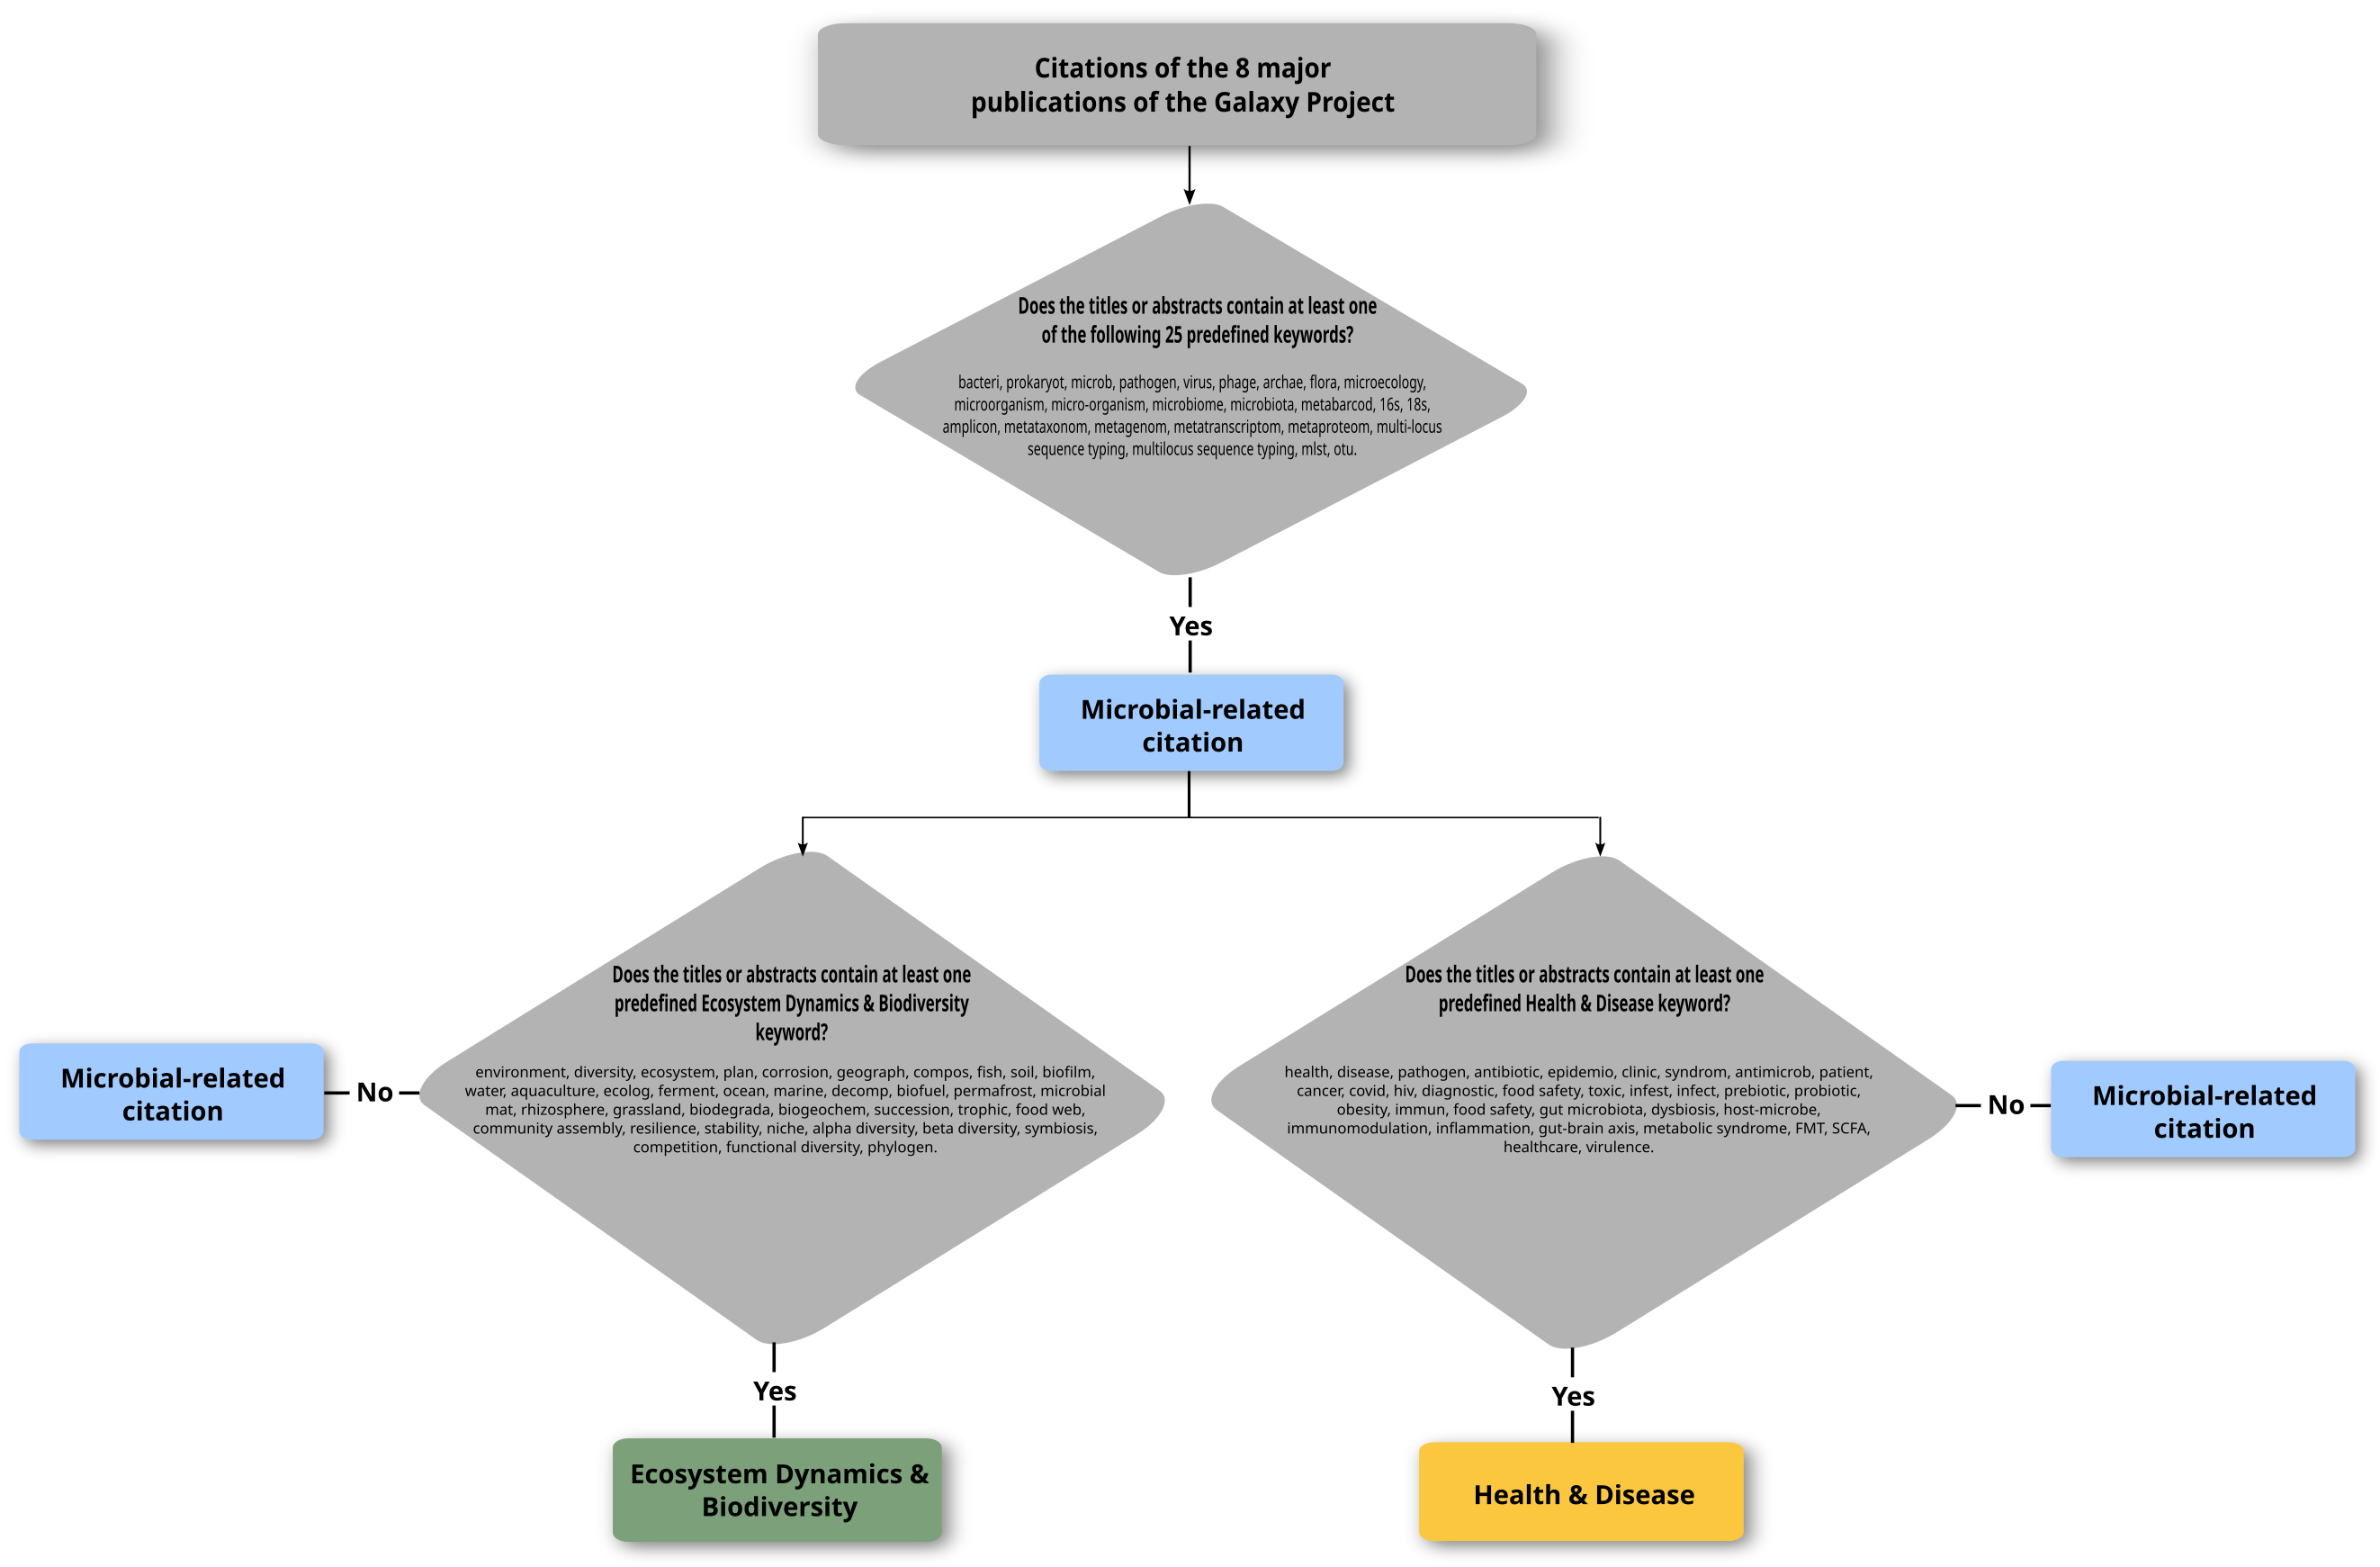 Citations of the 8 major
publications of the Galaxy Project
Does the titles or abstracts contain at least one
of the following 25 predefined keywords?
bacteri, prokaryot, microb, pathogen, virus, phage, archae, flora, microecology,
microorganism, micro-organism, microbiome, microbiota, metabarcod, 16s, 18s,
amplicon, metataxonom, metagenom, metatranscriptom, metaproteom, multi-locus
sequence typing, multilocus sequence typing, mlst, otu.
Yes
Microbial-related
citation
Does the titles or abstracts contain at least one
predefined Ecosystem Dynamics & Biodiversity
keyword?
environment, diversity, ecosystem, plan, corrosion, geograph, compos, fish, soil, biofilm,
water, aquaculture, ecolog, ferment, ocean, marine, decomp, biofuel, permafrost, microbial
mat, rhizosphere, grassland, biodegrada, biogeochem, succession, trophic, food web,
community assembly, resilience, stability, niche, alpha diversity, beta diversity, symbiosis,
competition, functional diversity, phylogen.
No
Microbial-related
citation
Yes
Ecosystem Dynamics &
Biodiversity
Does the titles or abstracts contain at least one
predefined Health & Disease keyword?
health, disease, pathogen, antibiotic, epidemio, clinic, syndrom, antimicrob, patient,
cancer, covid, hiv, diagnostic, food safety, toxic, infest, infect, prebiotic, probiotic,
obesity, immun, food safety, gut microbiota, dysbiosis, host-microbe,
immunomodulation, inflammation, gut-brain axis, metabolic syndrome, FMT, SCFA,
healthcare, virulence.
No
Microbial-related
citation
Yes
Health & Disease